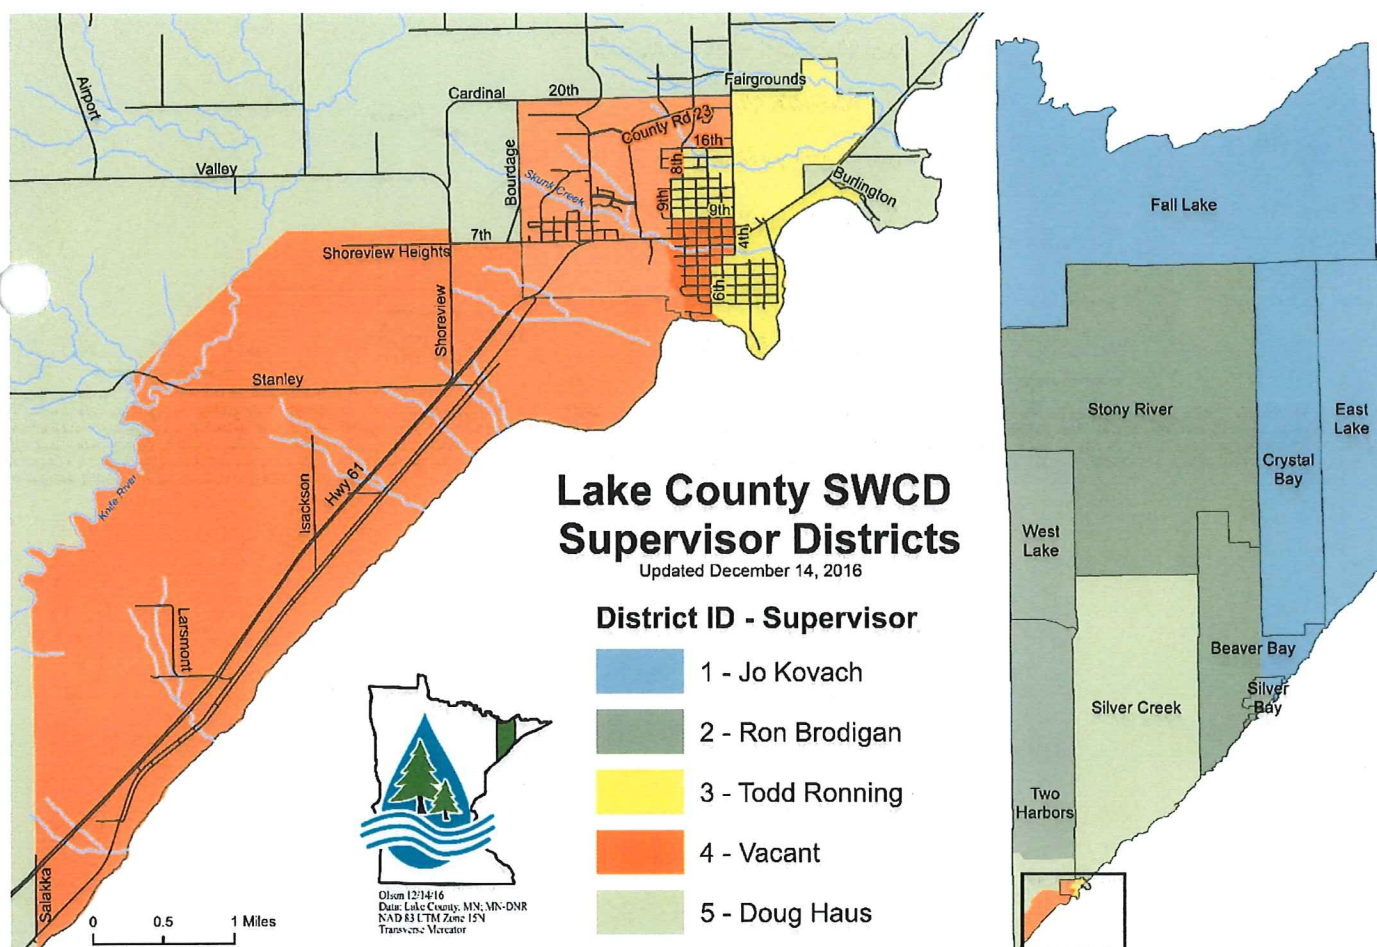 Airport
Valley
Cardinal
20th
Fairgrounds
County Rd 23
16th
8th
9th
9th
Bourdage
Skunk Creek
Burlington
4th
7th
6th
Shoreview Heights
Shoreview
Stanley
Knife River
Isackson
Hwy 61
Larsmont
Salakka
0 0.5 1 Miles
Lake County SWCD
Supervisor Districts
Updated December 14, 2016
District ID - Supervisor
1 - Jo Kovach
2 - Ron Brodigan
3 - Todd Ronning
4 - Vacant
5 - Doug Haus
Olson 12/14/16
Data: Lake County, MN; MN-DNR
NAD 83 UTM Zone 15N
Transverse Mercator
Fall Lake
Stony River
East
Lake
Crystal
Bay
West
Lake
Beaver Bay
Silver
Bay
Silver Creek
Two
Harbors